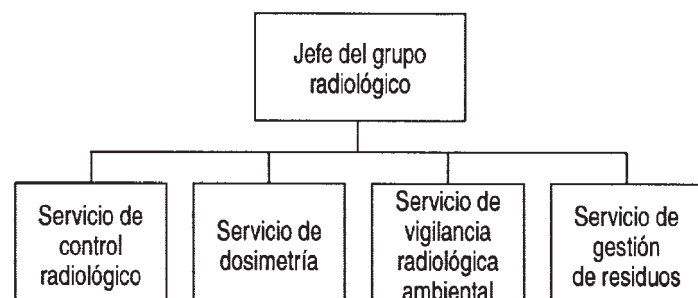 Jefe del grupo
radiológico
Servicio de
control
radiológico
Servicio de
dosimetría
Servicio de
vigilancia
radiológica
ambiental
Servicio de
gestión
de residuos